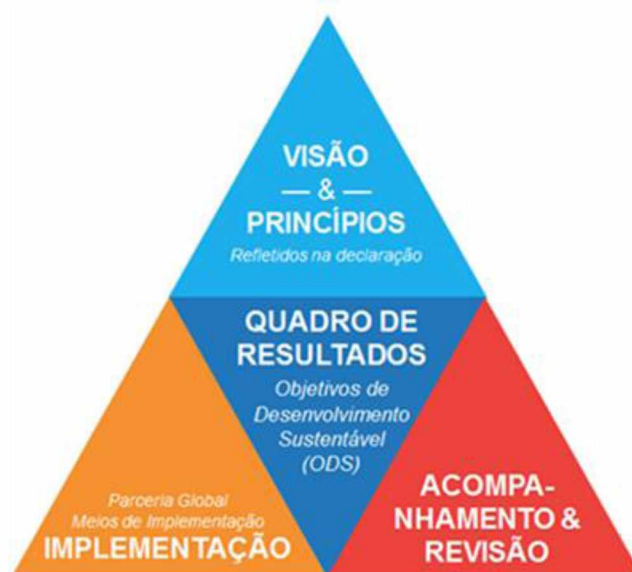 VISÃO
— & —
PRINCÍPIOS
Refletidos na declaração
QUADRO DE
RESULTADOS
Objetivos de
Desenvolvimento
Sustentável
(ODS)
Parceria Global
Meios de Implementação
IMPLEMENTAÇÃO
ACOMPA-
NHAMENTO &
REVISÃO